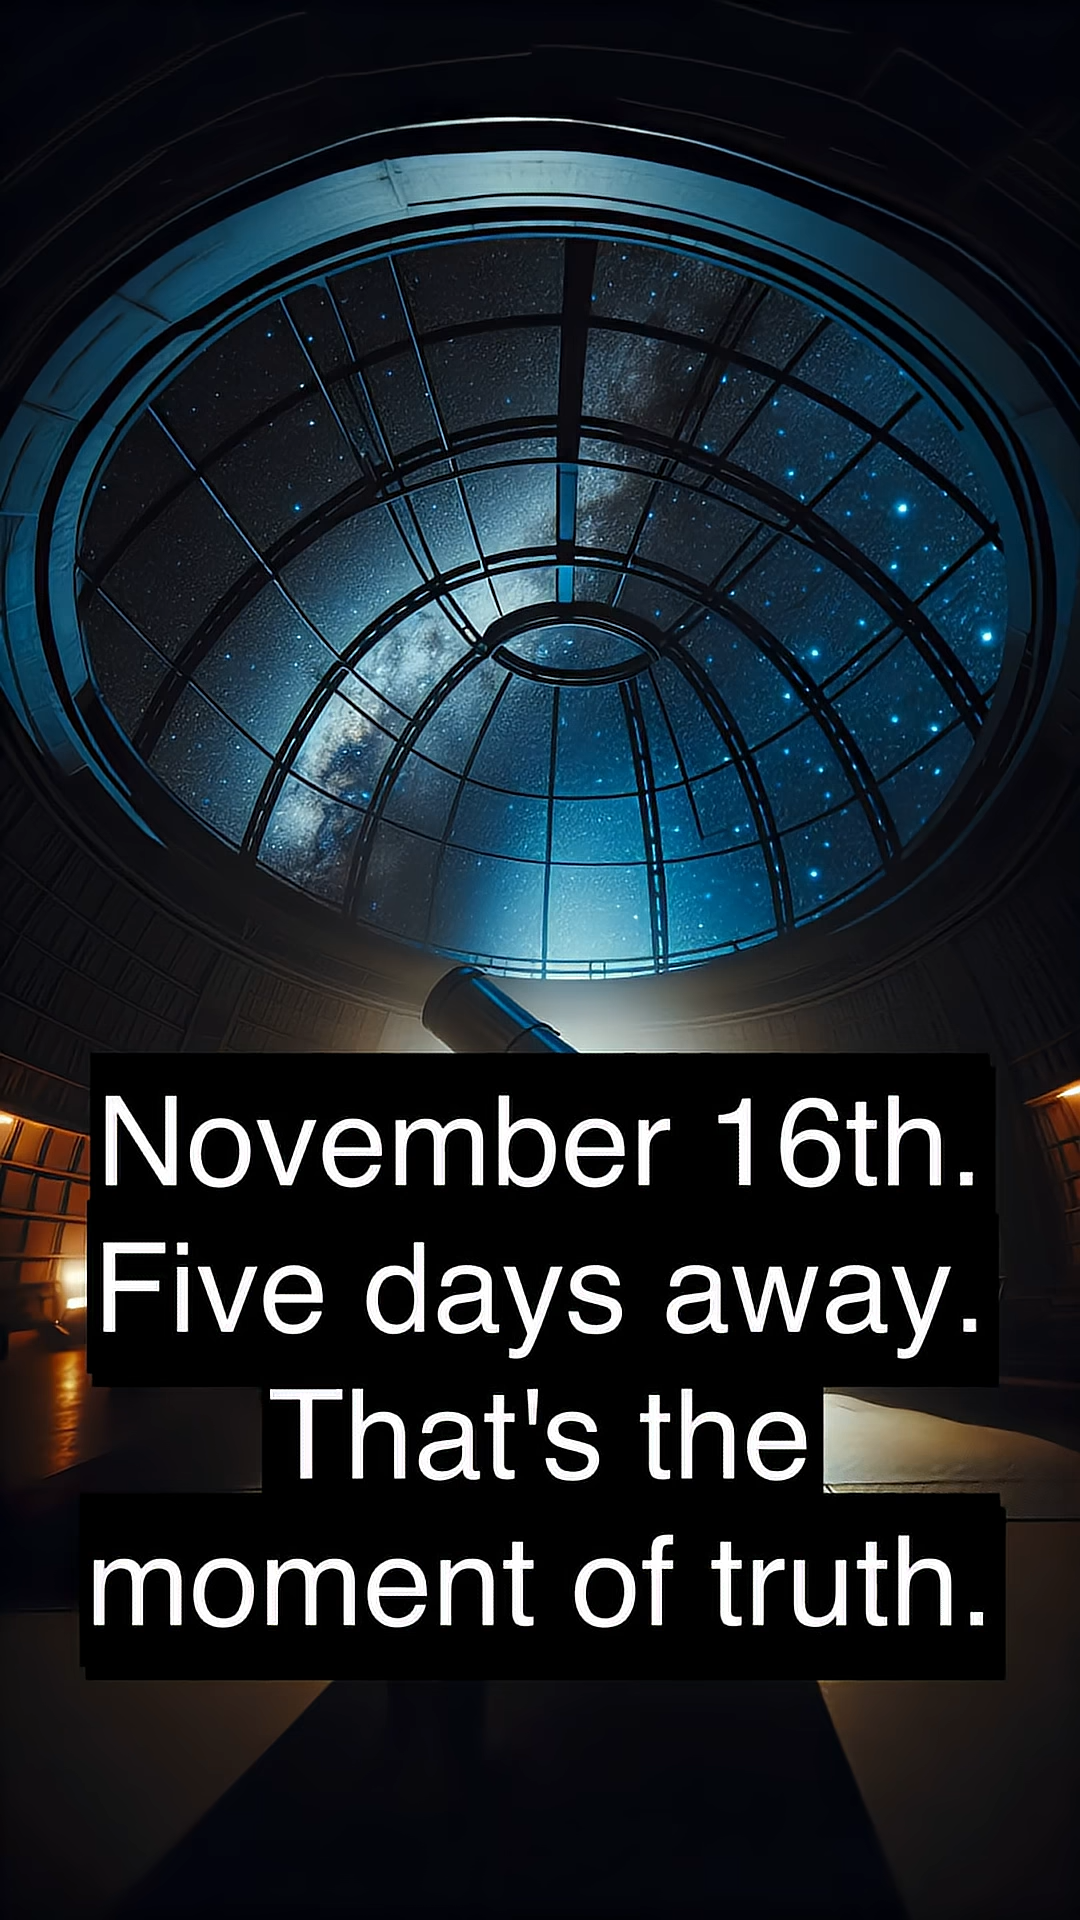 November 16th.
Five days away.
That's the
moment of truth.